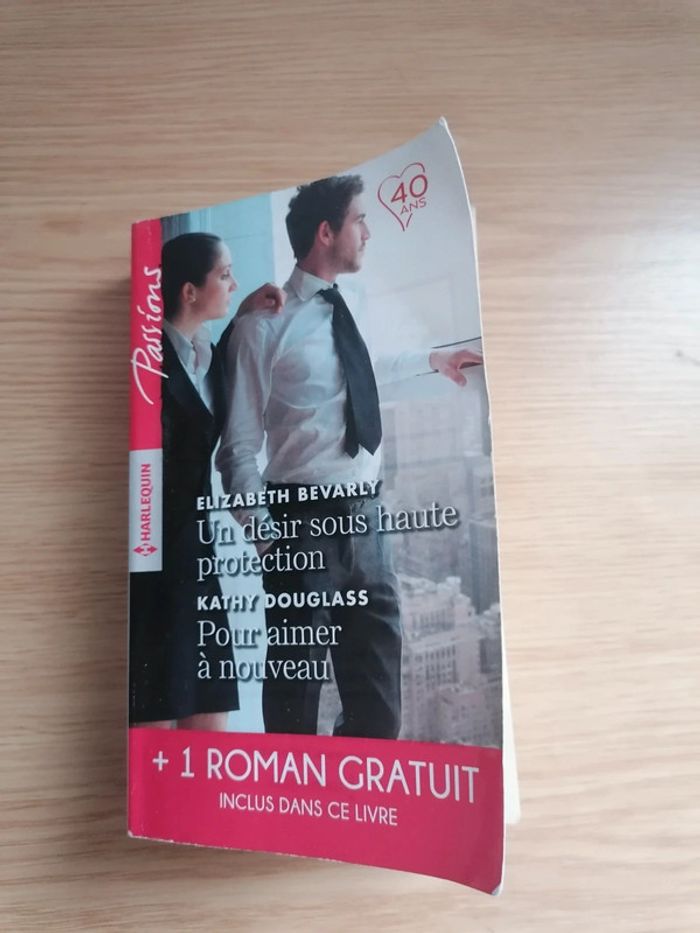 40
ANS
Passions
HARLEQUIN
ELIZABETH BEVARLY
Un désir sous haute
protection
KATHY DOUGLASS
Pour aimer
à nouveau
+ 1 ROMAN GRATUIT
INCLUS DANS CE LIVRE